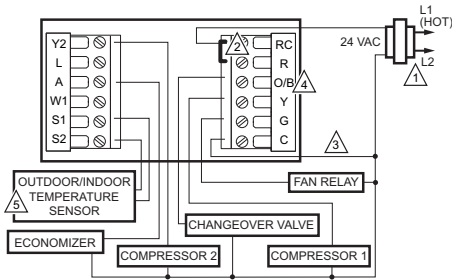 L1
(HOT)
24 VAC
L2
1
Y2
L
A
W1
S1
S2
2
RC
R
O/B
4
Y
G
C
3
OUTDOOR/INDOOR
TEMPERATURE
SENSOR
5
FAN RELAY
CHANGEOVER VALVE
ECONOMIZER
COMPRESSOR 2
COMPRESSOR 1